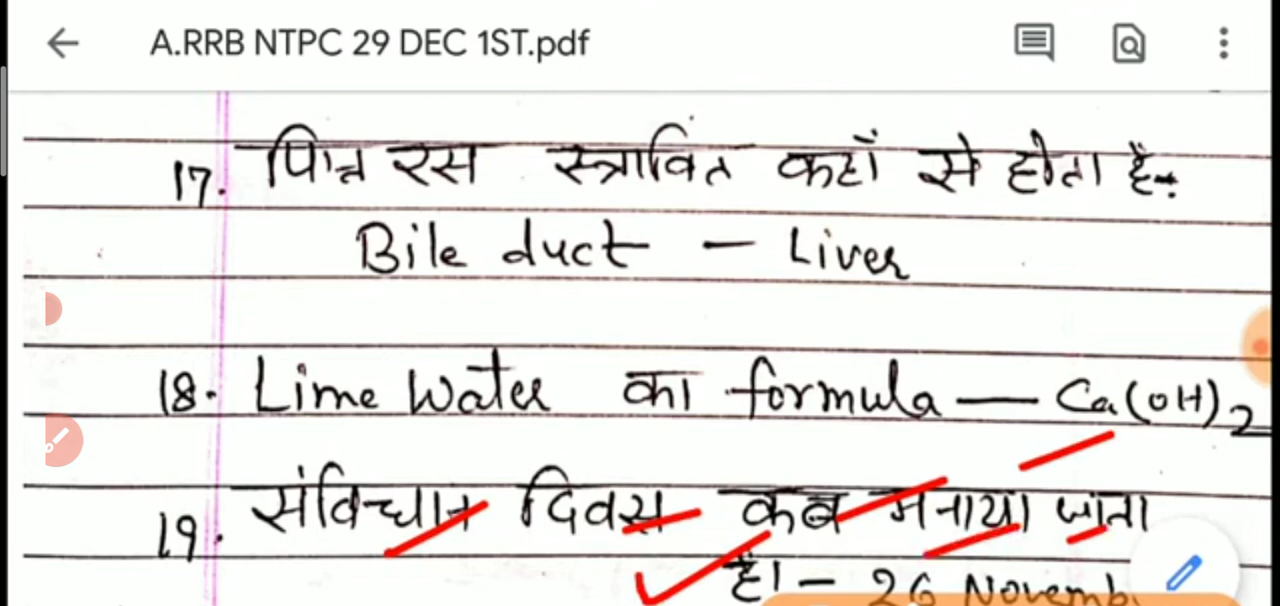 A.RRB NTPC 29 DEC 1ST.pdf
17. पित्त रस स्त्रावित कहाँ से होता है-
Bile duct - Liver
18. Lime Water का formula — Ca(OH)2
19. संविधान दिवस कब मनाया जाता
है। - 26 Novemb